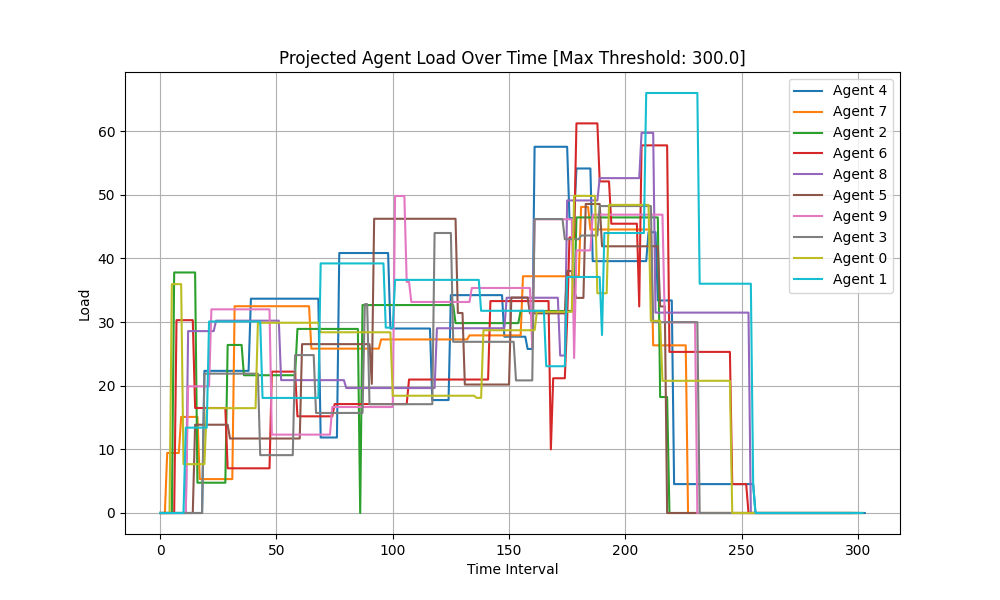 Projected Agent Load Over Time [Max Threshold: 300.0]
Load
60
50
40
30
20
10
0
0 50 100 150 200 250 300
Time Interval
Agent 4
Agent 7
Agent 2
Agent 6
Agent 8
Agent 5
Agent 9
Agent 3
Agent 0
Agent 1